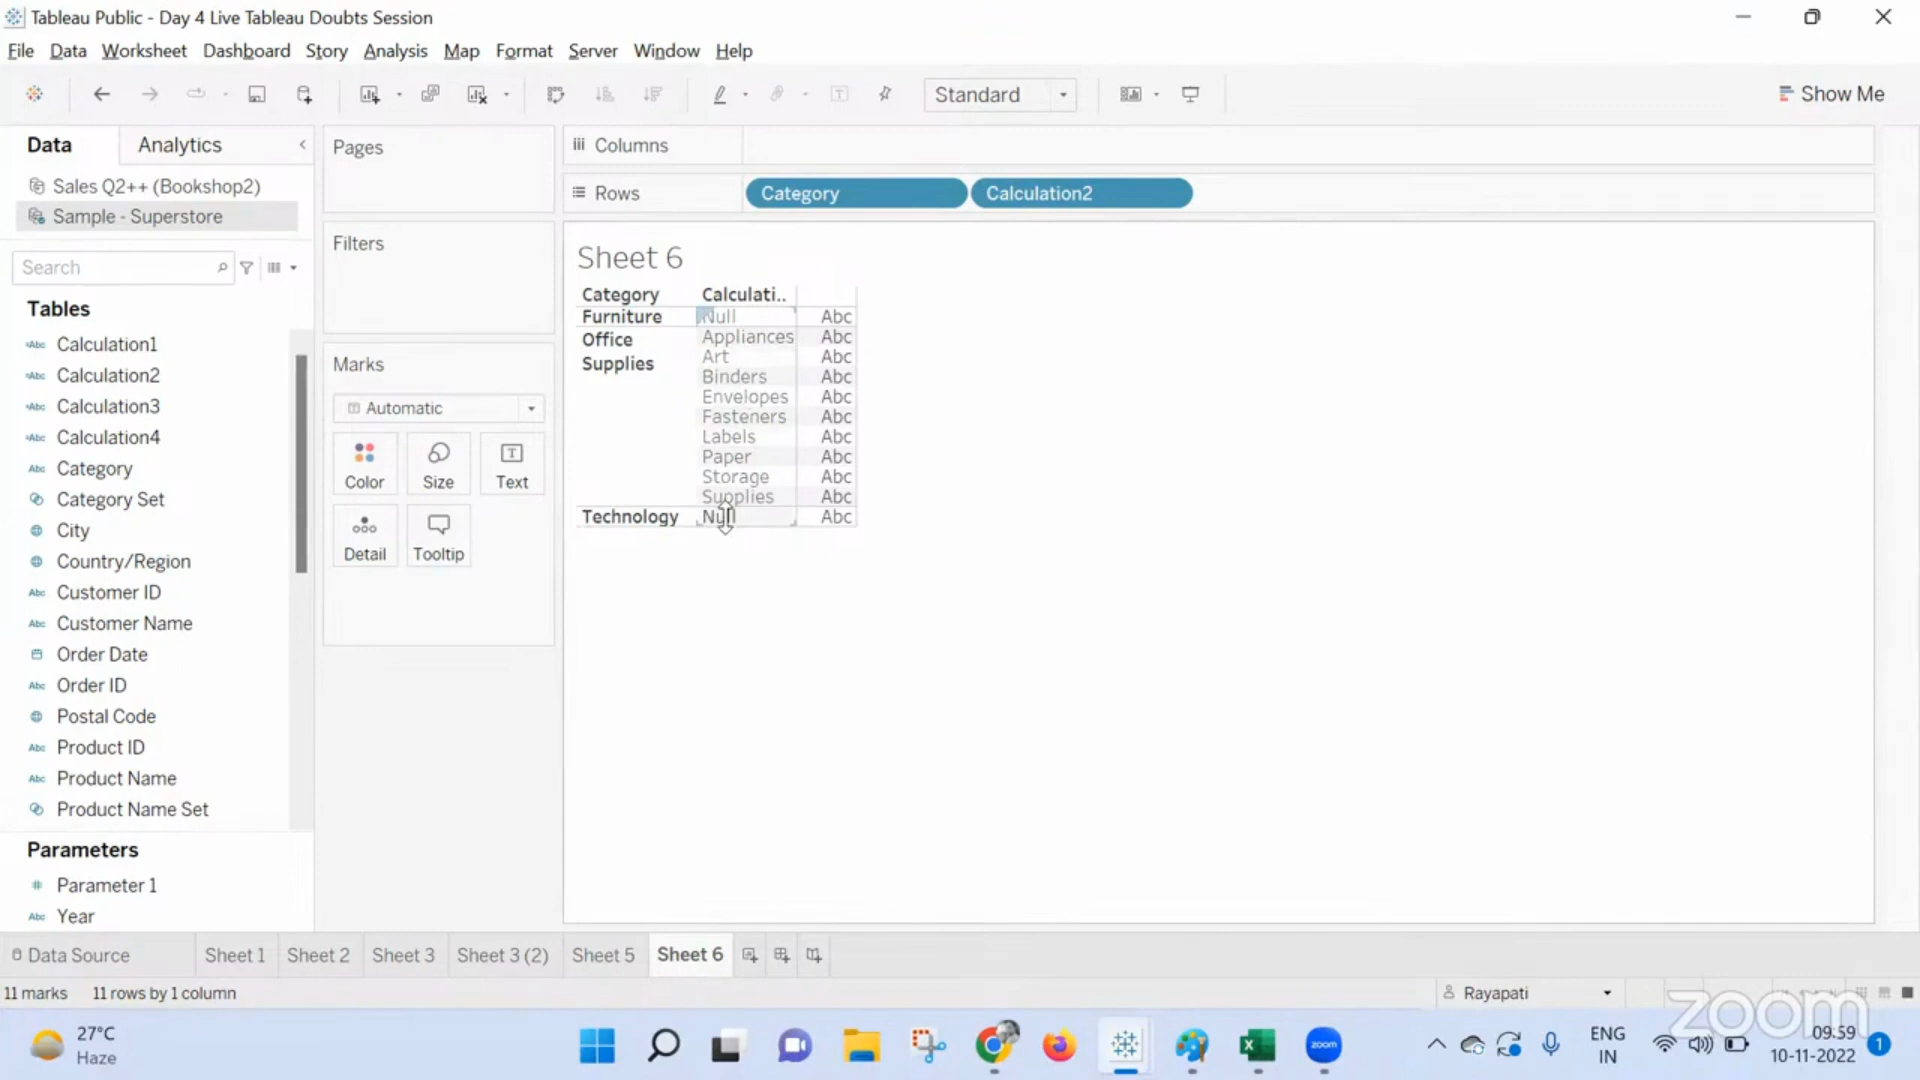 Tableau Public - Day 4 Live Tableau Doubts Session
File Data Worksheet Dashboard Story Analysis Map Format Server Window Help
Standard
Show Me
Data Analytics
Pages
Columns
Sales Q2++ (Bookshop2)
Rows Category Calculation2
Sample - Superstore
Filters
Sheet 6
Search
Category Calculati..
Tables
Furniture Null Abc
Office Appliances Abc
Calculation1
Supplies Art Abc
Marks
Calculation2
Binders Abc
Calculation3
Envelopes Abc
Automatic
Fasteners Abc
Calculation4
Labels Abc
Category
Paper Abc
Color Size Text
Storage Abc
Category Set
Supplies Abc
Technology Null Abc
City
Detail Tooltip
Country/Region
Customer ID
Customer Name
Order Date
Order ID
Postal Code
Product ID
Product Name
Product Name Set
Parameters
Parameter 1
Year
Data Source Sheet 1 Sheet 2 Sheet 3 Sheet 3 (2) Sheet 5 Sheet 6
11 marks 11 rows by 1 column
Rayapati
zoom
27°C
Haze
zoom
ENG
IN
09:59
10-11-2022
1